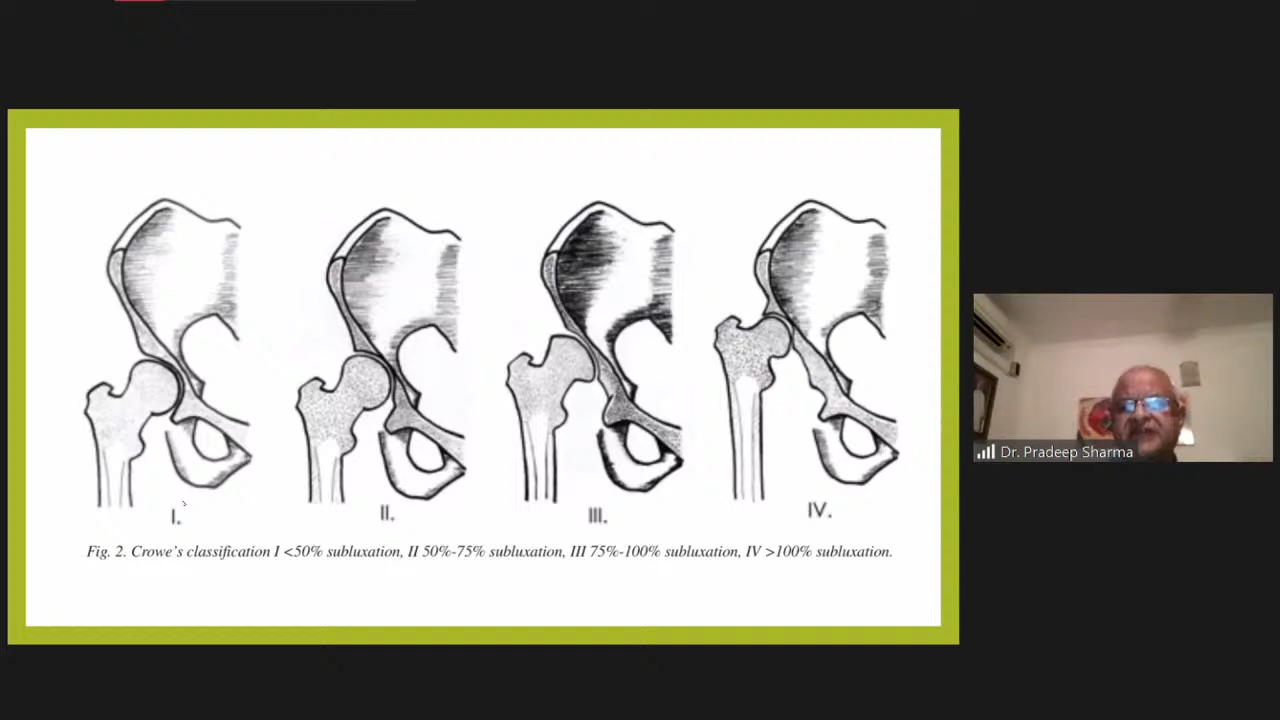 I.
II.
III.
IV.
Fig. 2. Crowe's classification I <50% subluxation, II 50%-75% subluxation, III 75%-100% subluxation, IV >100% subluxation.
Dr. Pradeep Sharma